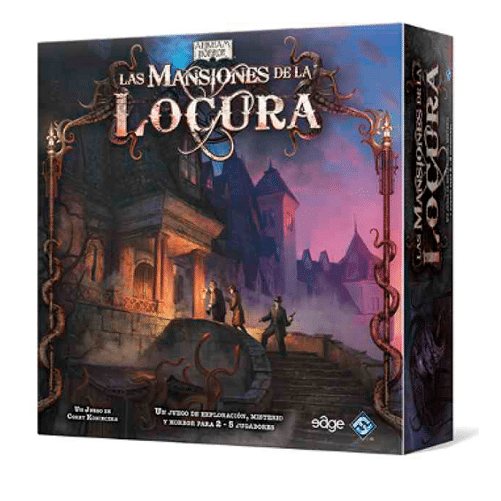 ARKHAM
HORROR
LAS MANSIONES DE LA
LOCURA
UN JUEGO DE
COREY KONIECZKA
UN JUEGO DE EXPLORACIÓN, MISTERIO
Y HORROR PARA 2 - 5 JUGADORES
edge
LAS MANSIONES DE LA
LOCURA